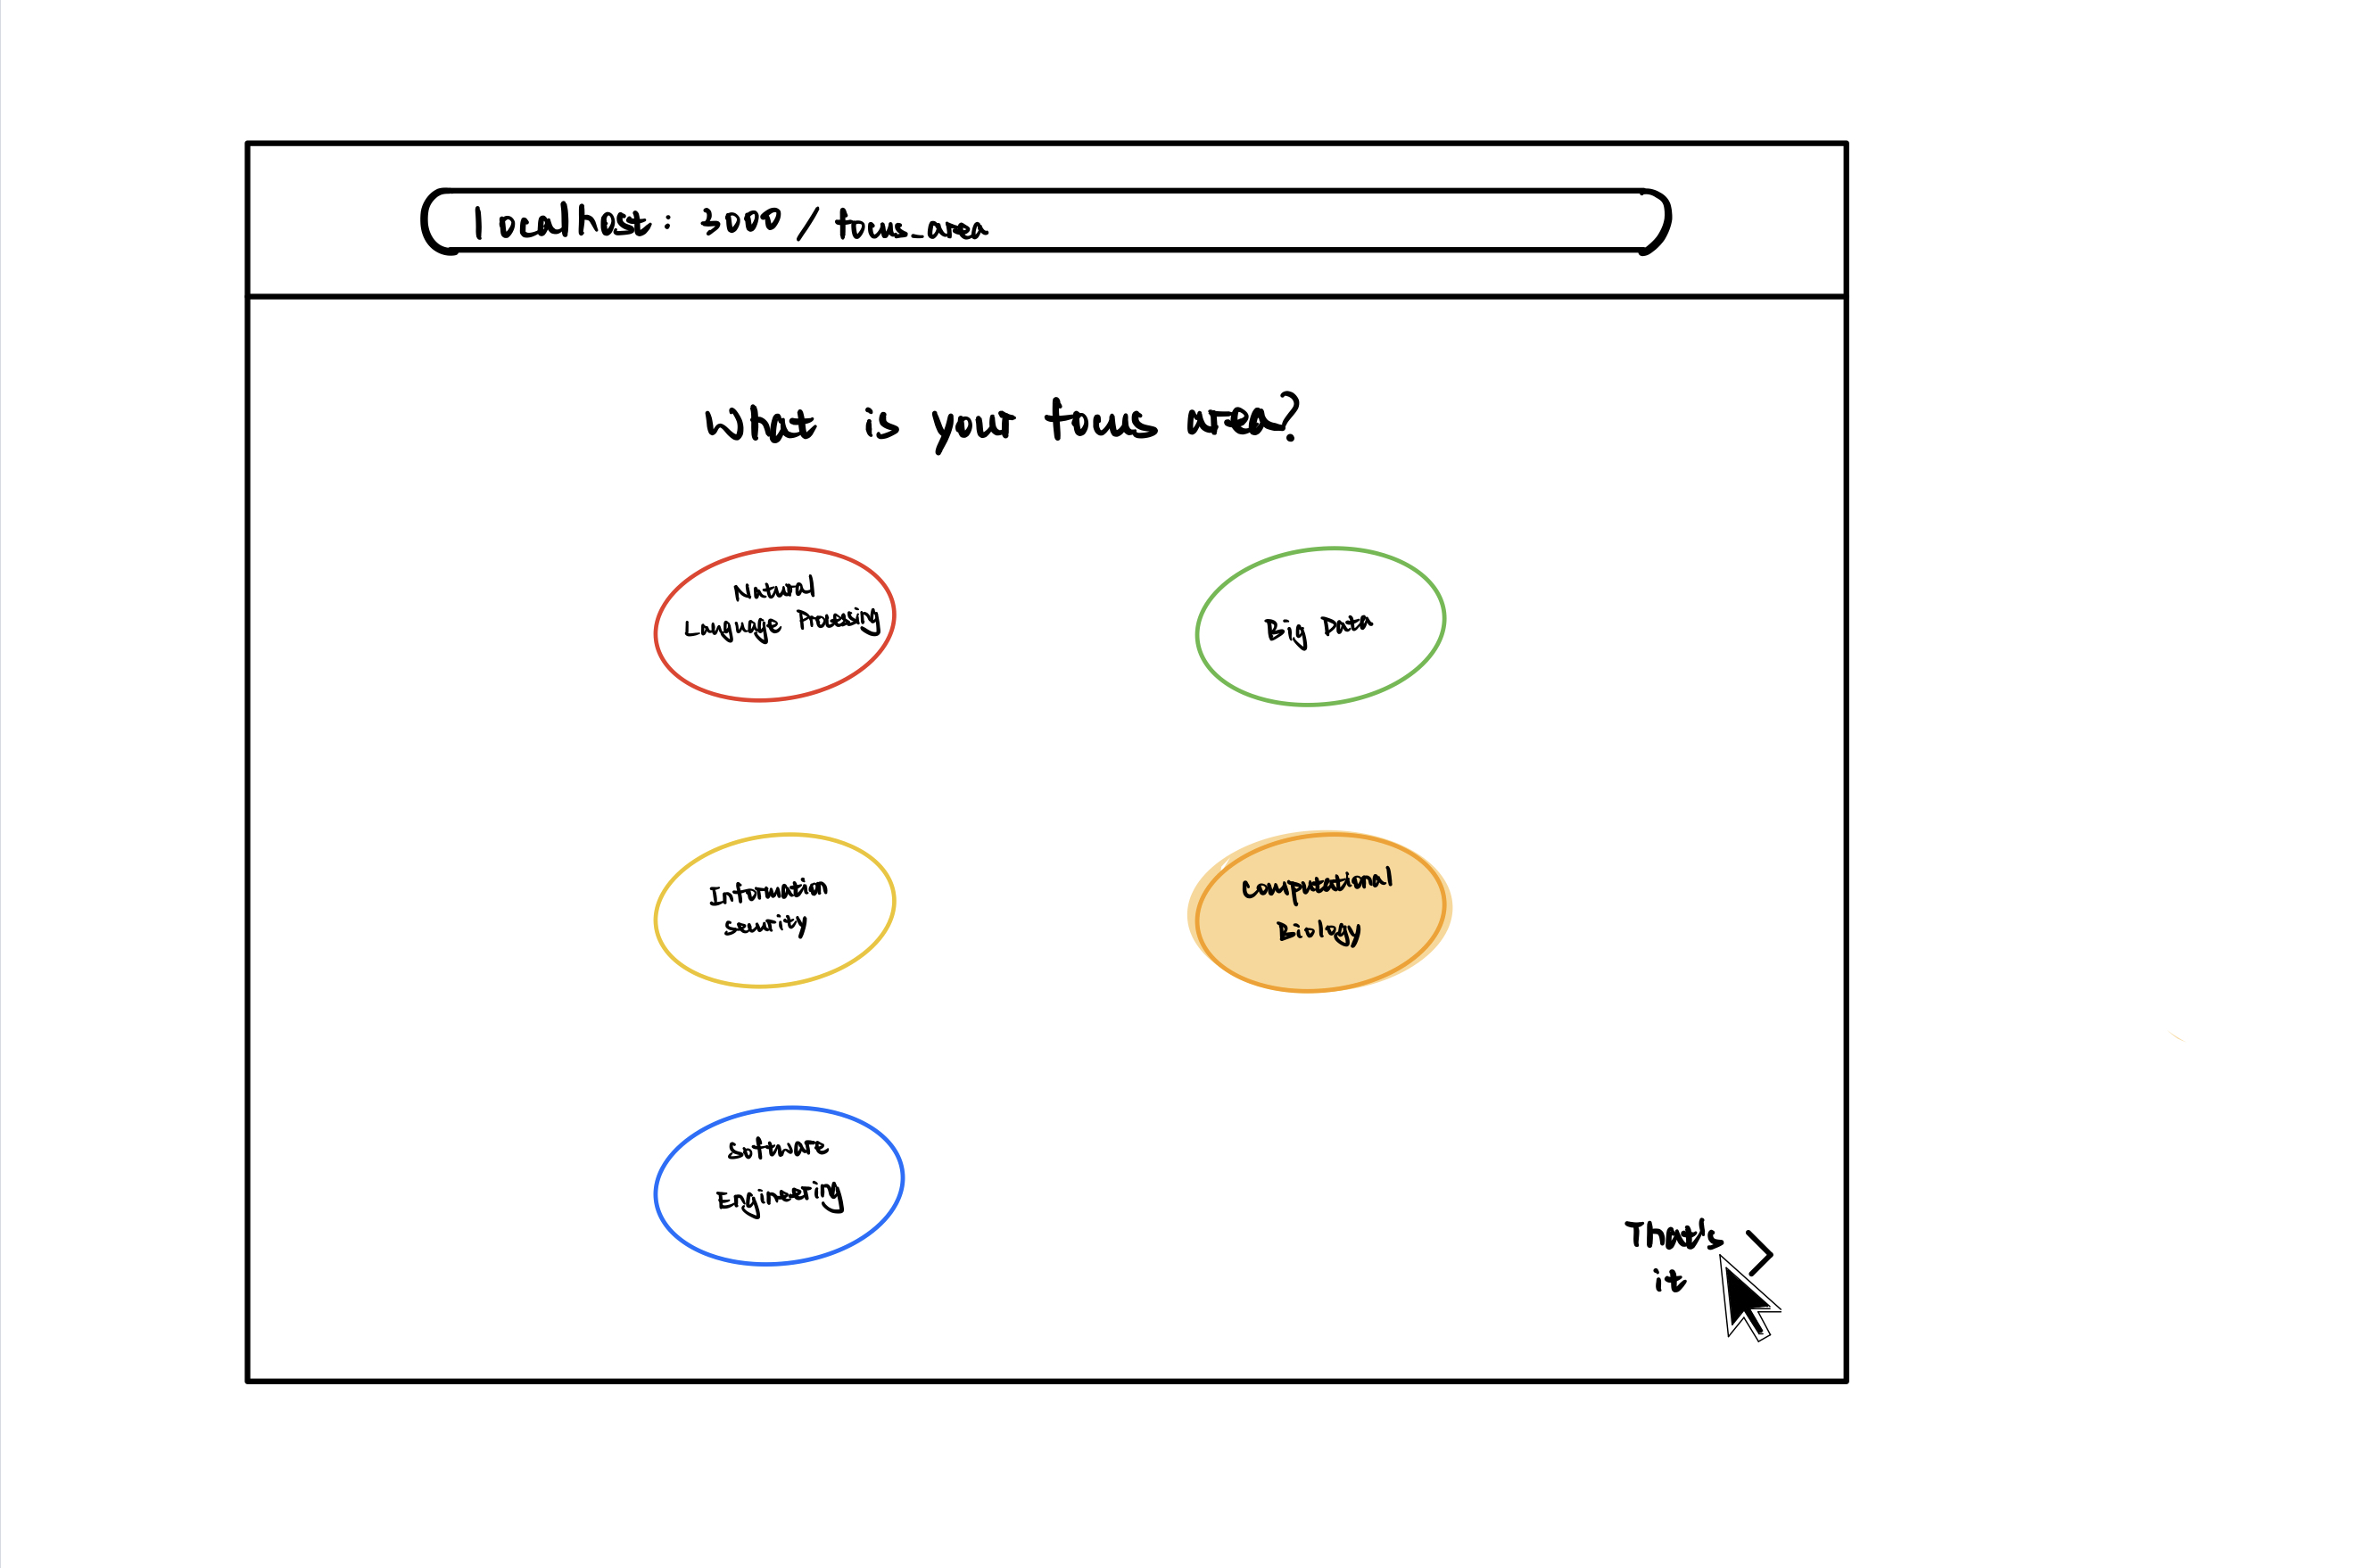 localhost: 3000/focus_area
What is your focus area?
Natural
Language Processing
Big Data
Information
Security
Computational
Biology
Software
Engineering
That's
it